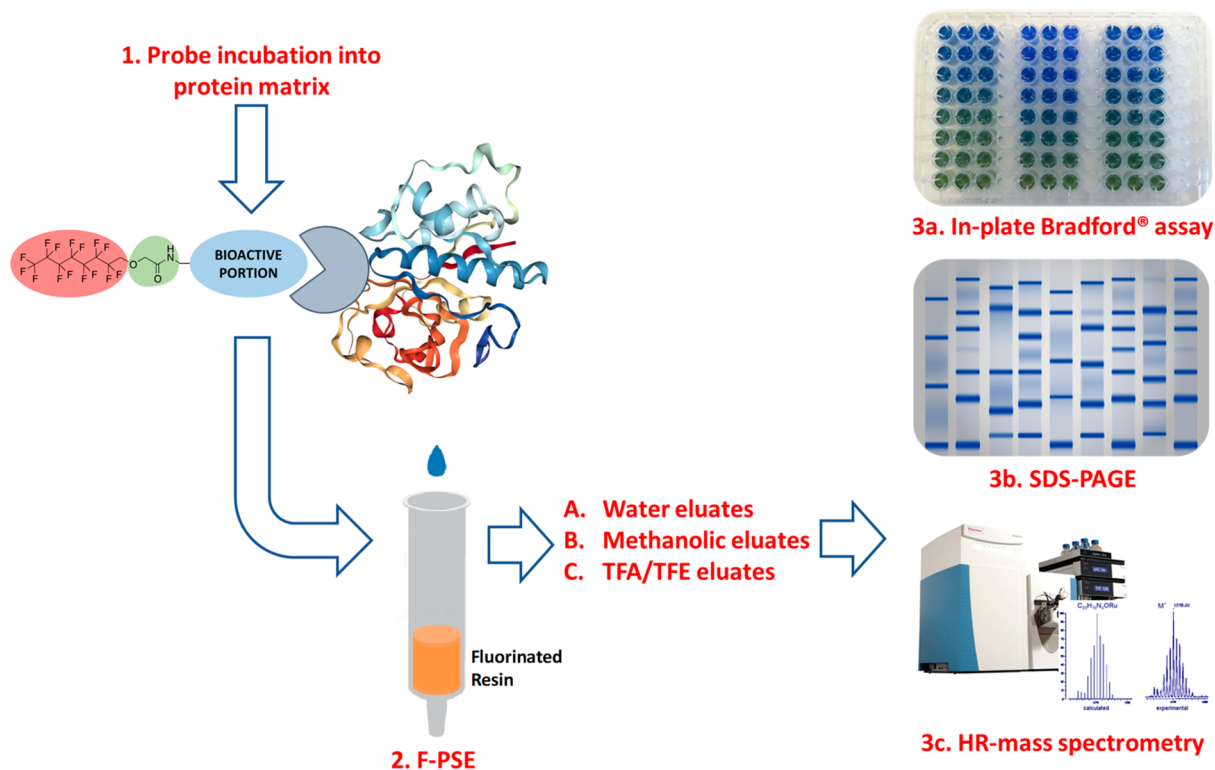 1. Probe incubation into
protein matrix
F F F F F F
F F F F F F
F
F
F
O
O
H
N
BIOACTIVE
PORTION
Fluorinated
Resin
2. F-PSE
A. Water eluates
B. Methanolic eluates
C. TFA/TFE eluates
3a. In-plate Bradford® assay
3b. SDS-PAGE
calculated
experimental
3c. HR-mass spectrometry